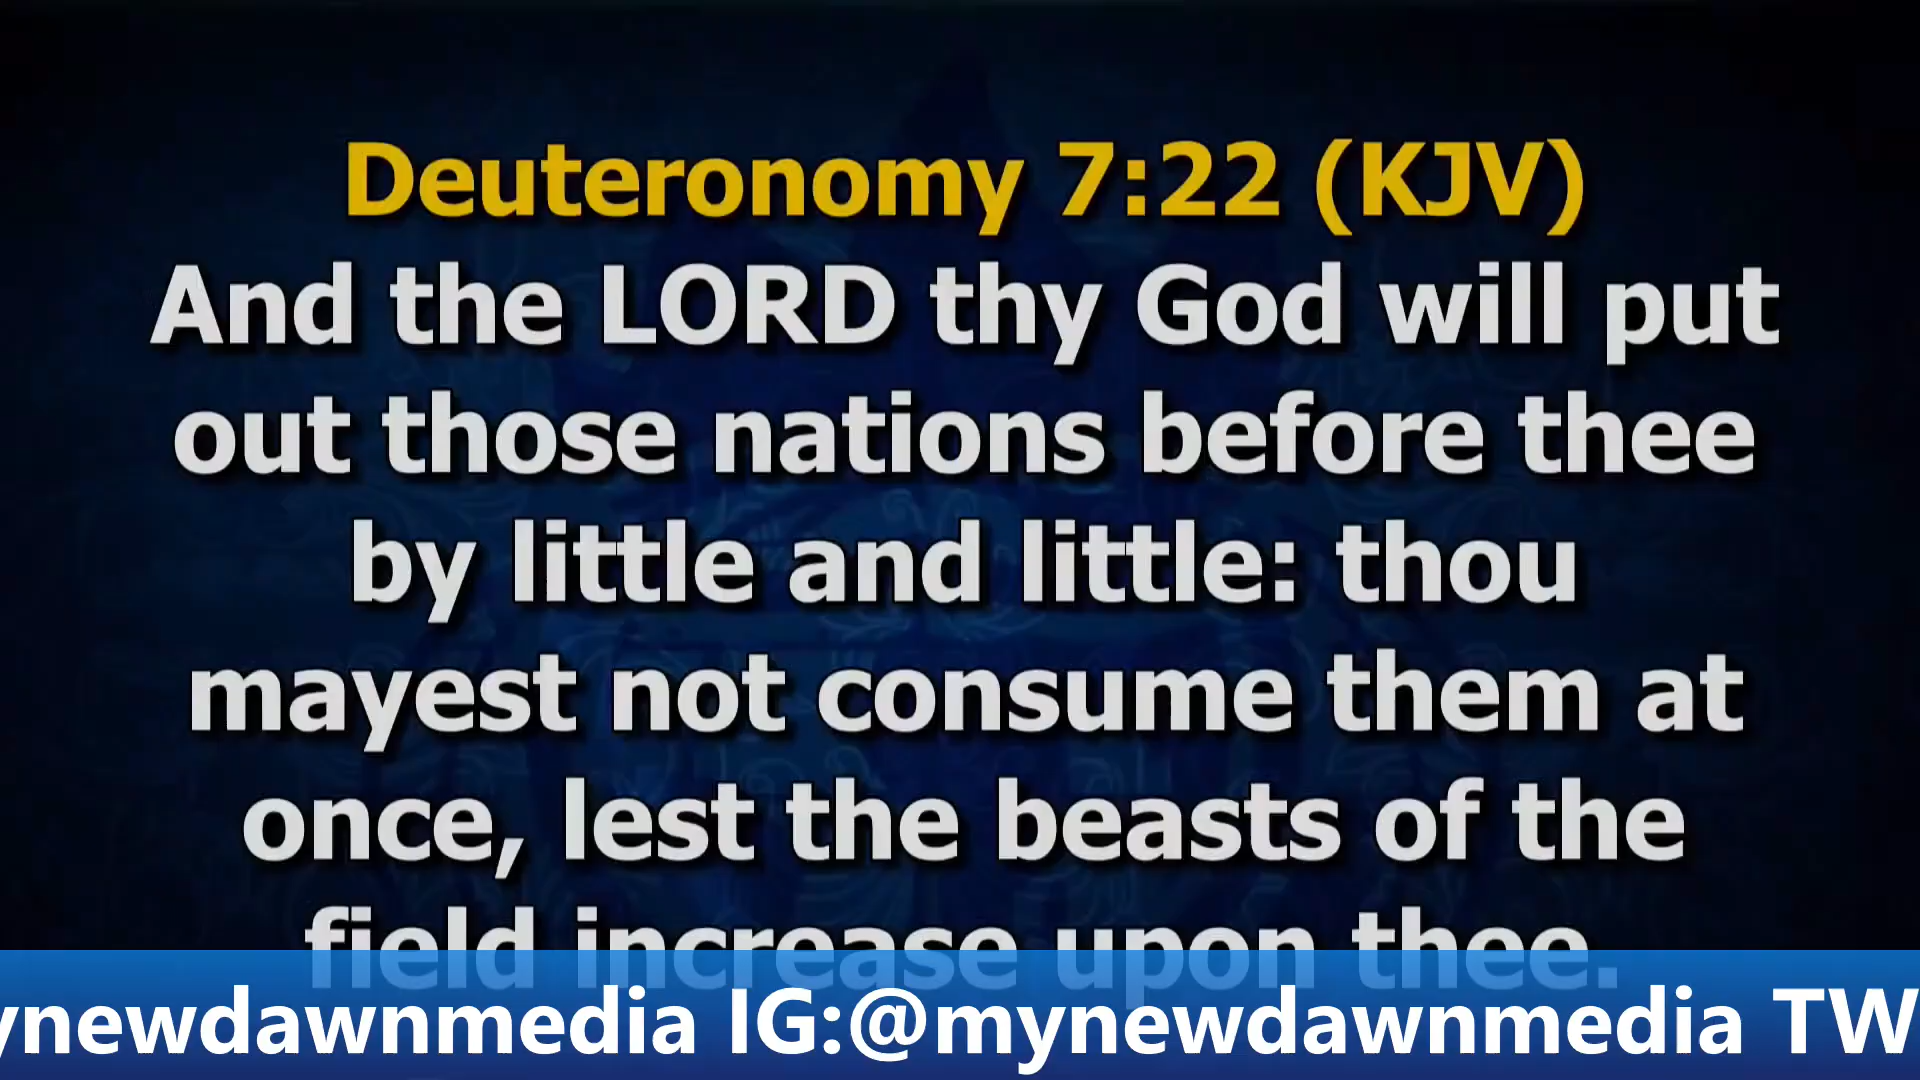 Deuteronomy 7:22 (KJV)
And the LORD thy God will put
out those nations before thee
by little and little: thou
mayest not consume them at
once, lest the beasts of the
field increase upon thee.
ynewdawnmedia IG:@mynewdawnmedia TW